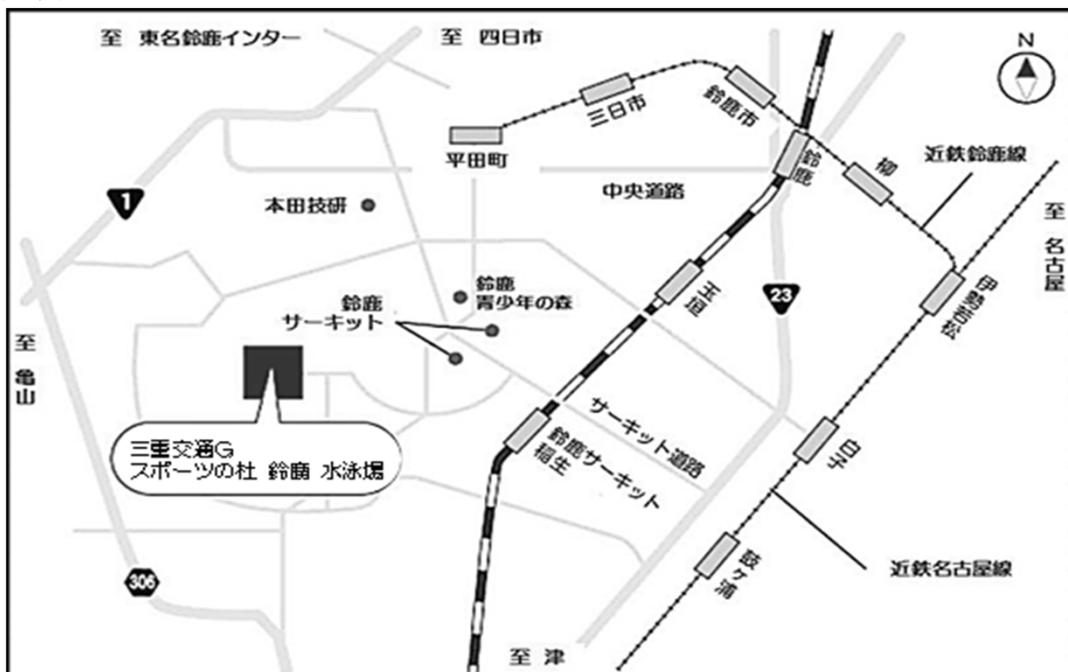 至 東名鈴鹿インター
至 四日市
N
三日市
鈴鹿市
平田町
鈴鹿
柳
近鉄鈴鹿線
中央道路
1
本田技研
至 名古屋
鈴鹿
青少年の森
玉垣
23
伊勢若松
鈴鹿
サーキット
至 亀山
三重交通G
スポーツの杜 鈴鹿 水泳場
鈴鹿サーキット
稲生
サーキット道路
白子
306
鼓ヶ浦
近鉄名古屋線
至 津